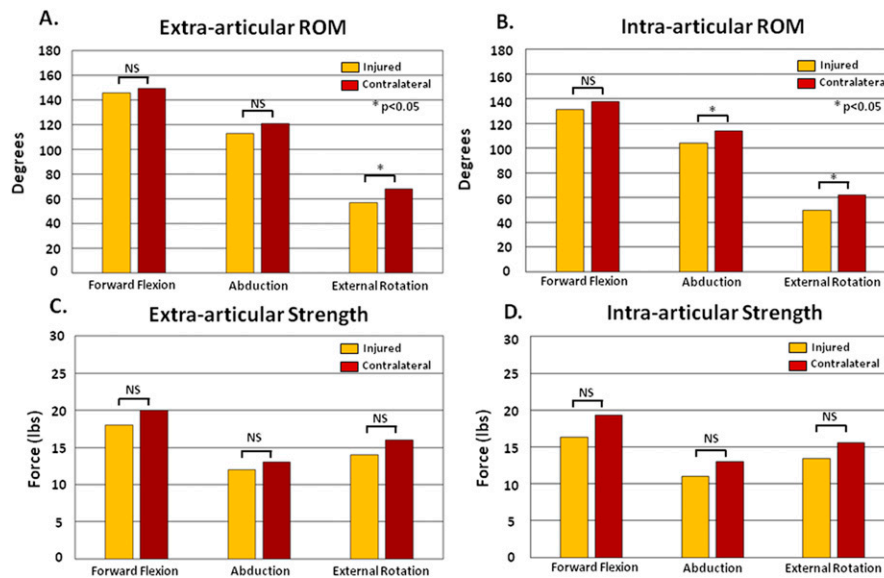 A.
Extra-articular ROM
Degrees
180
160
140
120
100
80
60
40
20
0
Injured
Contralateral
* p<0.05
NS
NS
*
Forward Flexion
Abduction
External Rotation
B.
Intra-articular ROM
Degrees
180
160
140
120
100
80
60
40
20
0
Injured
Contralateral
* p<0.05
NS
*
*
Forward Flexion
Abduction
External Rotation
C.
Extra-articular Strength
Force (lbs)
30
25
20
15
10
5
0
Injured
Contralateral
NS
NS
NS
Forward Flexion
Abduction
External Rotation
D.
Intra-articular Strength
Force (lbs)
30
25
20
15
10
5
0
Injured
Contralateral
NS
NS
NS
Forward Flexion
Abduction
External Rotation